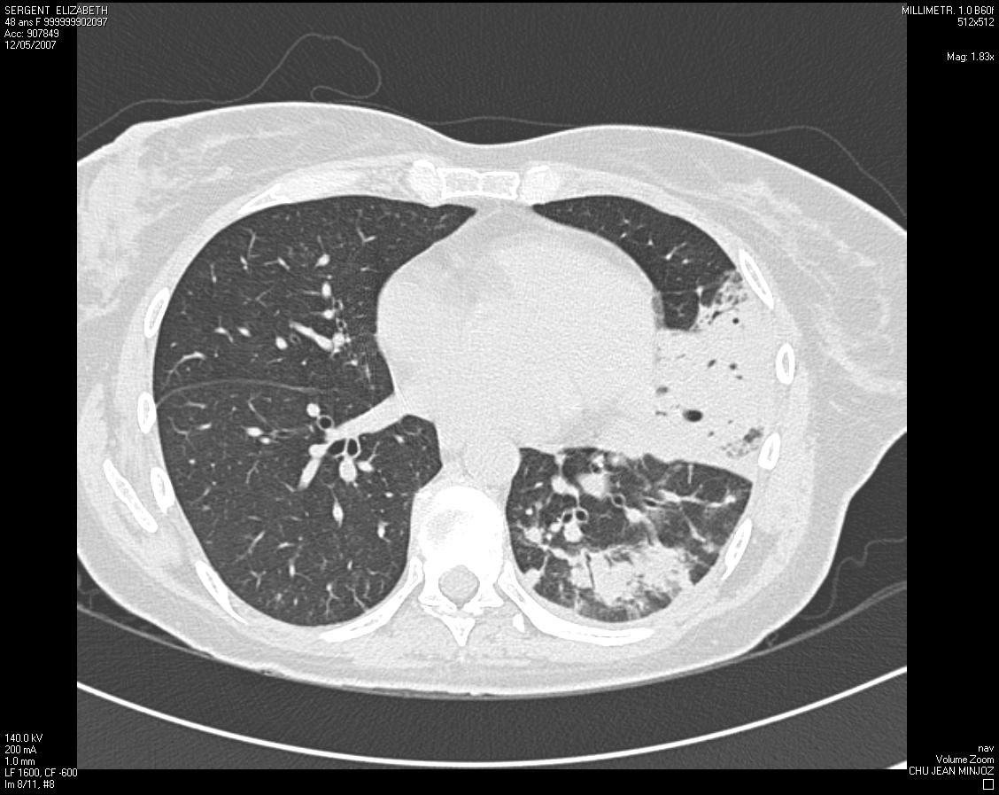 SERGENT ELIZABETH
48 ans F 999999902097
Acc: 907849
12/05/2007
MILLIMETR. 1.0 B60f
512x512
Mag: 1.83x
140.0 kV
200 mA
1.0 mm
LF 1600, CF -600
Im 8/11, #8
nav
Volume Zoom
CHU JEAN MINJOZ